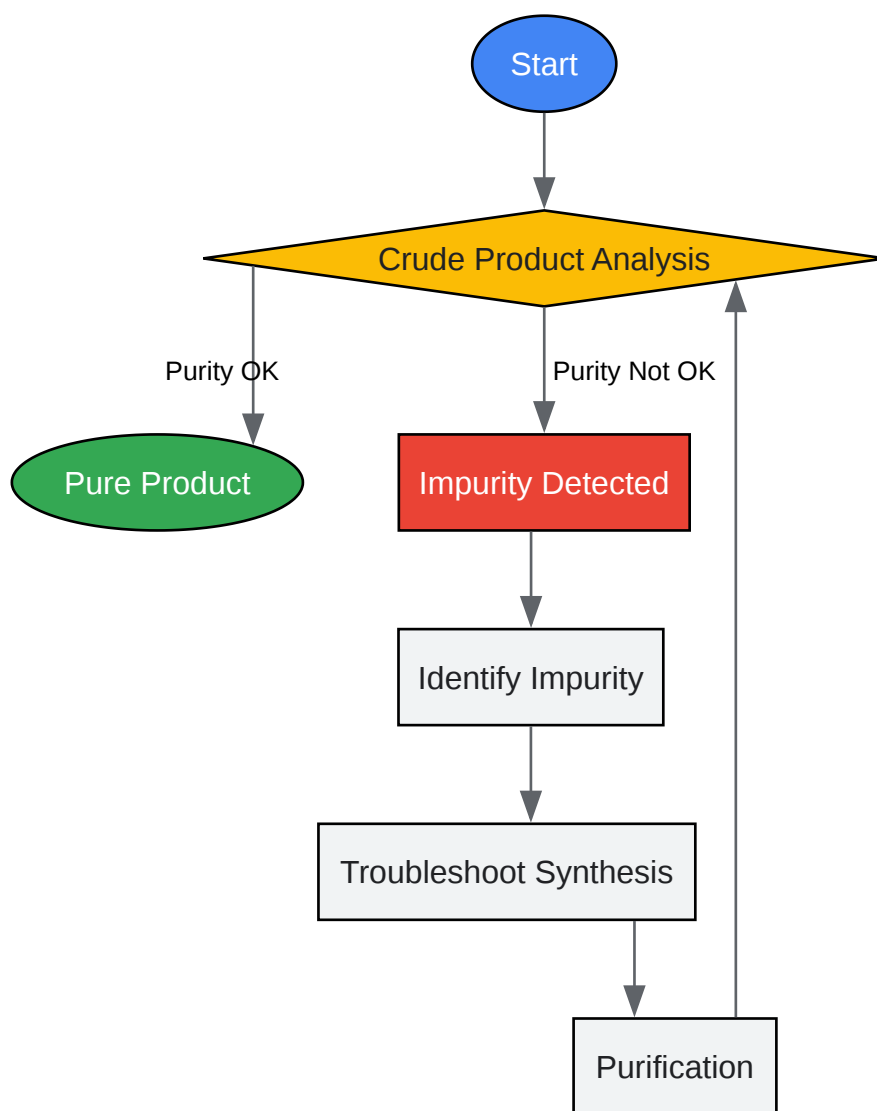 Start
Crude Product Analysis
Purity OK
Purity Not OK
Pure Product
Impurity Detected
Identify Impurity
Troubleshoot Synthesis
Purification